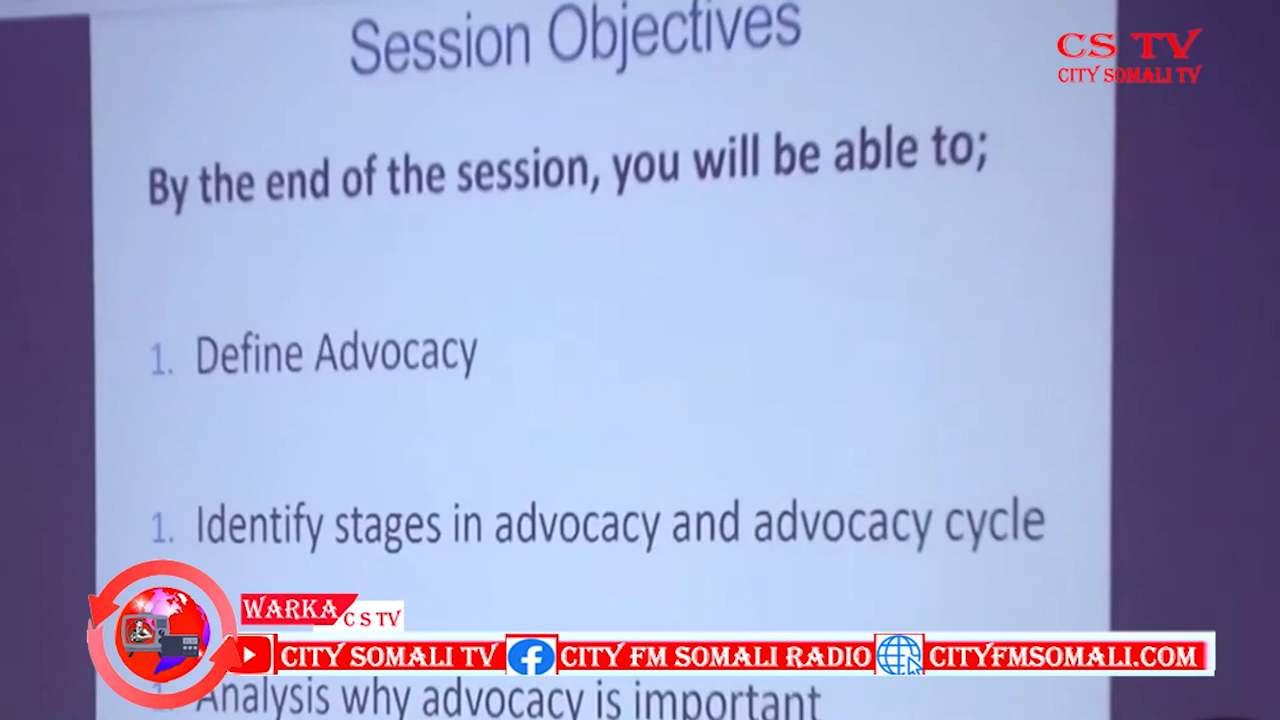 Session Objectives
CS TV
CITY SOMALI TV
By the end of the session, you will be able to;
1. Define Advocacy
1. Identify stages in advocacy and advocacy cycle
WARKA
C S TV
CITY SOMALI TV
CITY FM SOMALI RADIO
CITYFMSOMALI.COM
Analysis why advocacy is important